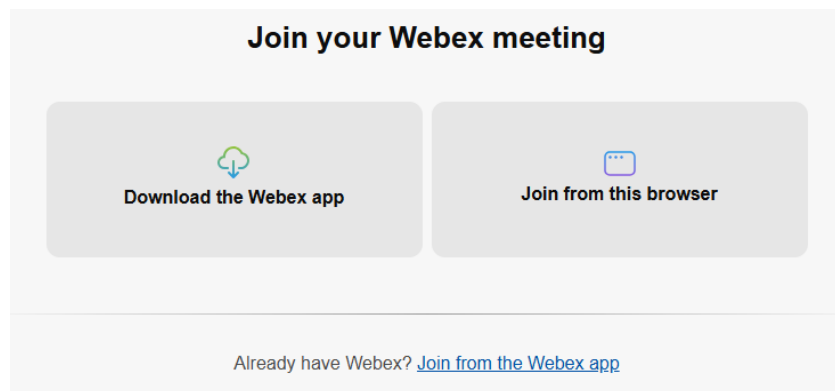 Join your Webex meeting
Download the Webex app
Join from this browser
Already have Webex? Join from the Webex app